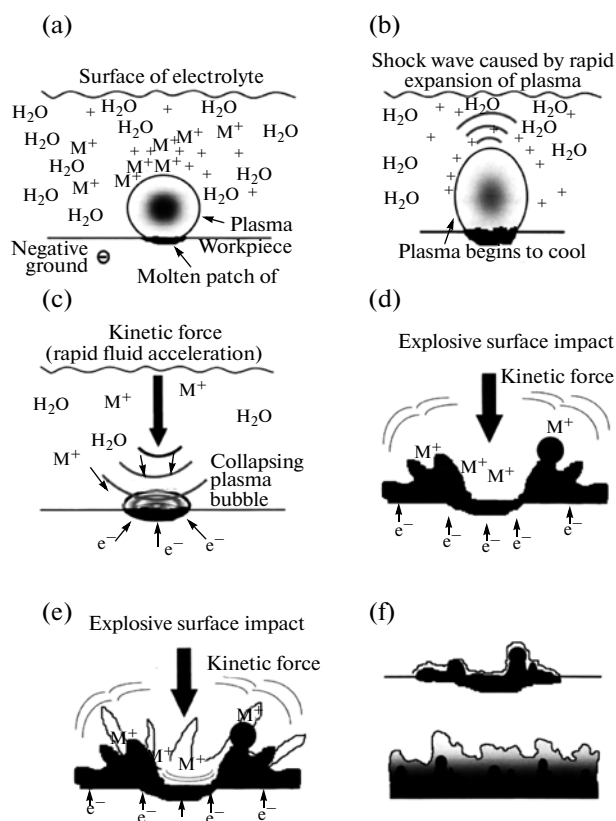 (a)
Surface of electrolyte
H₂O + H₂O + H₂O
H₂O M⁺ H₂O M⁺ M⁺ H₂O
H₂O M⁺ M⁺ M⁺ + + +
H₂O M⁺ M⁺ H₂O +
H₂O
Plasma
Negative Workpiece
ground ⊖
Molten patch of
(b)
Shock wave caused by rapid
expansion of plasma
H₂O + H₂O H₂O +
H₂O + + H₂O
H₂O + + H₂O
Plasma begins to cool
(c)
Kinetic force
(rapid fluid acceleration)
M⁺ M⁺
H₂O H₂O
H₂O
M⁺ Collapsing
plasma
bubble
e⁻ e⁻ e⁻
(d)
Explosive surface impact
Kinetic force
M⁺ M⁺
M⁺ M⁺
e⁻ e⁻ e⁻ e⁻ e⁻
(e)
Explosive surface impact
Kinetic force
M⁺
M⁺ M⁺ M⁺
e⁻ e⁻ e⁻ e⁻
(f)